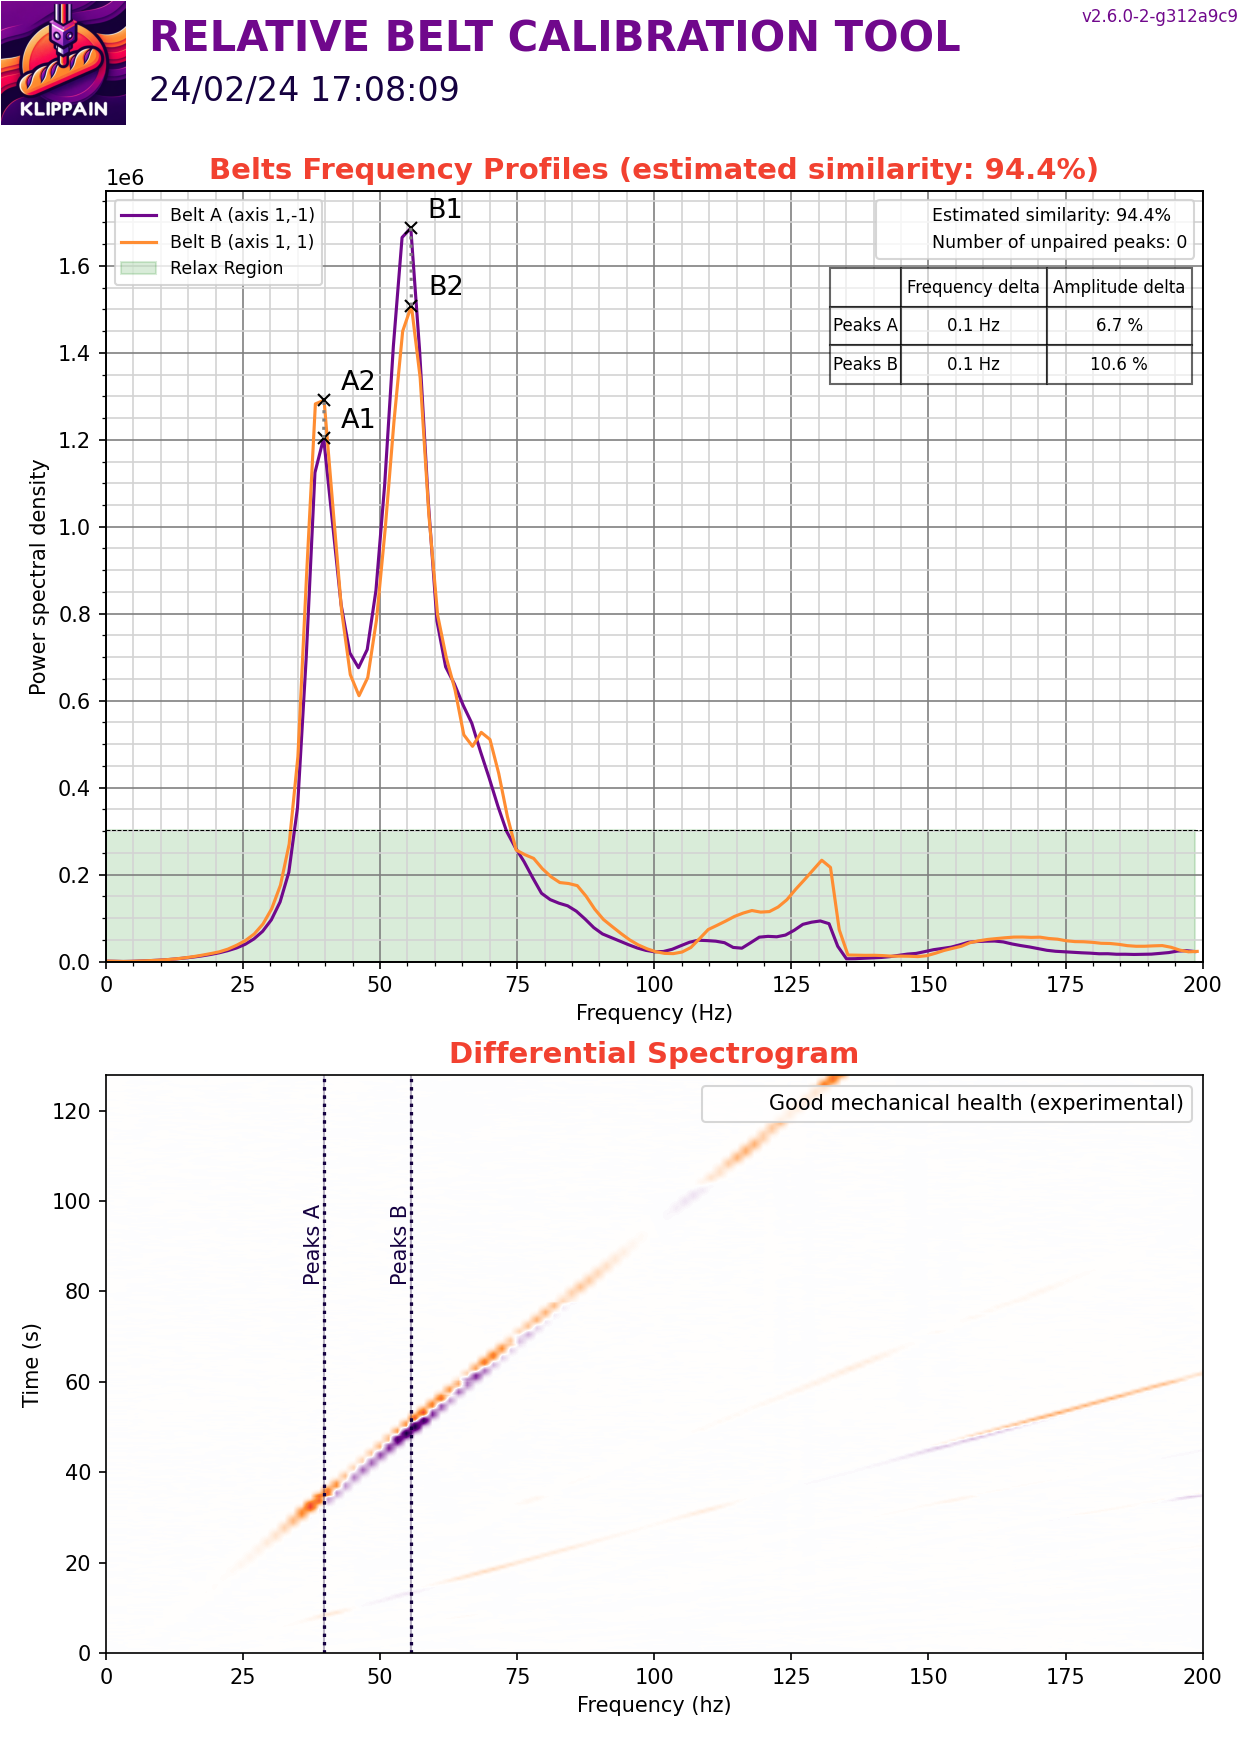 v2.6.0-2-g312a9c9
RELATIVE BELT CALIBRATION TOOL
24/02/24 17:08:09
KLIPPAIN
Belts Frequency Profiles (estimated similarity: 94.4%)
1e6
Belt A (axis 1,-1)
Belt B (axis 1, 1)
Relax Region
Estimated similarity: 94.4%
Number of unpaired peaks: 0
Frequency delta Amplitude delta
Peaks A 0.1 Hz 6.7 %
Peaks B 0.1 Hz 10.6 %
B1
B2
A2
A1
1.6
1.4
1.2
1.0
0.8
0.6
0.4
0.2
0.0
Power spectral density
0 25 50 75 100 125 150 175 200
Frequency (Hz)
Differential Spectrogram
Good mechanical health (experimental)
Peaks A
Peaks B
120
100
80
60
40
20
0
Time (s)
0 25 50 75 100 125 150 175 200
Frequency (hz)